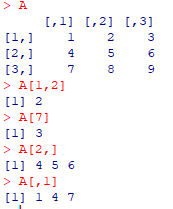 > A
     [,1] [,2] [,3]
[1,]    1    2    3
[2,]    4    5    6
[3,]    7    8    9
> A[1,2]
[1] 2
> A[7]
[1] 3
> A[2,]
[1] 4 5 6
> A[,1]
[1] 1 4 7